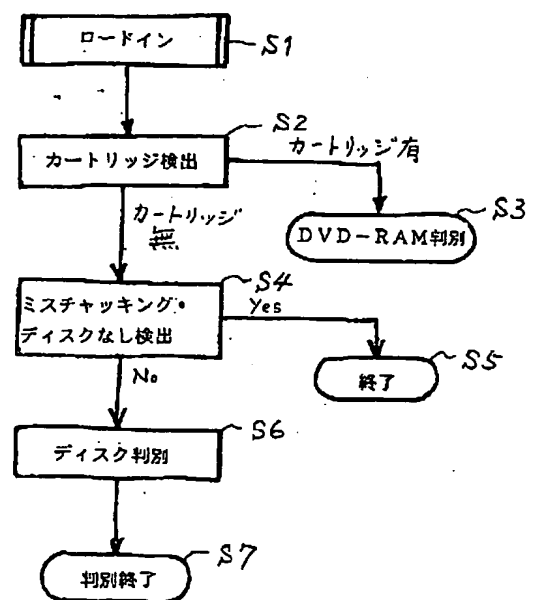 ロードイン
S1
S2
カートリッジ検出
カートリッジ有
S3
DVD-RAM判別
カートリッジ
無
S4
ミスチャッキング・
ディスクなし検出
Yes
S5
終了
No
S6
ディスク判別
S7
判別終了